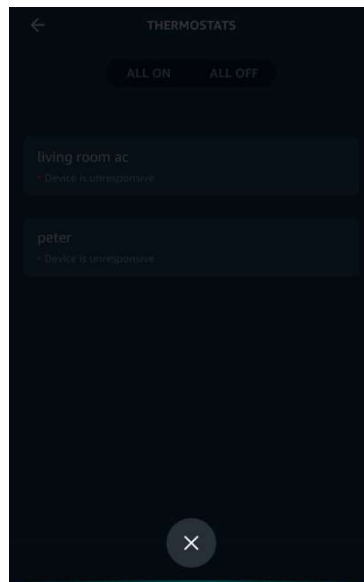 THERMOSTATS
ALL ON ALL OFF
living room ac
• Device is unresponsive
peter
• Device is unresponsive